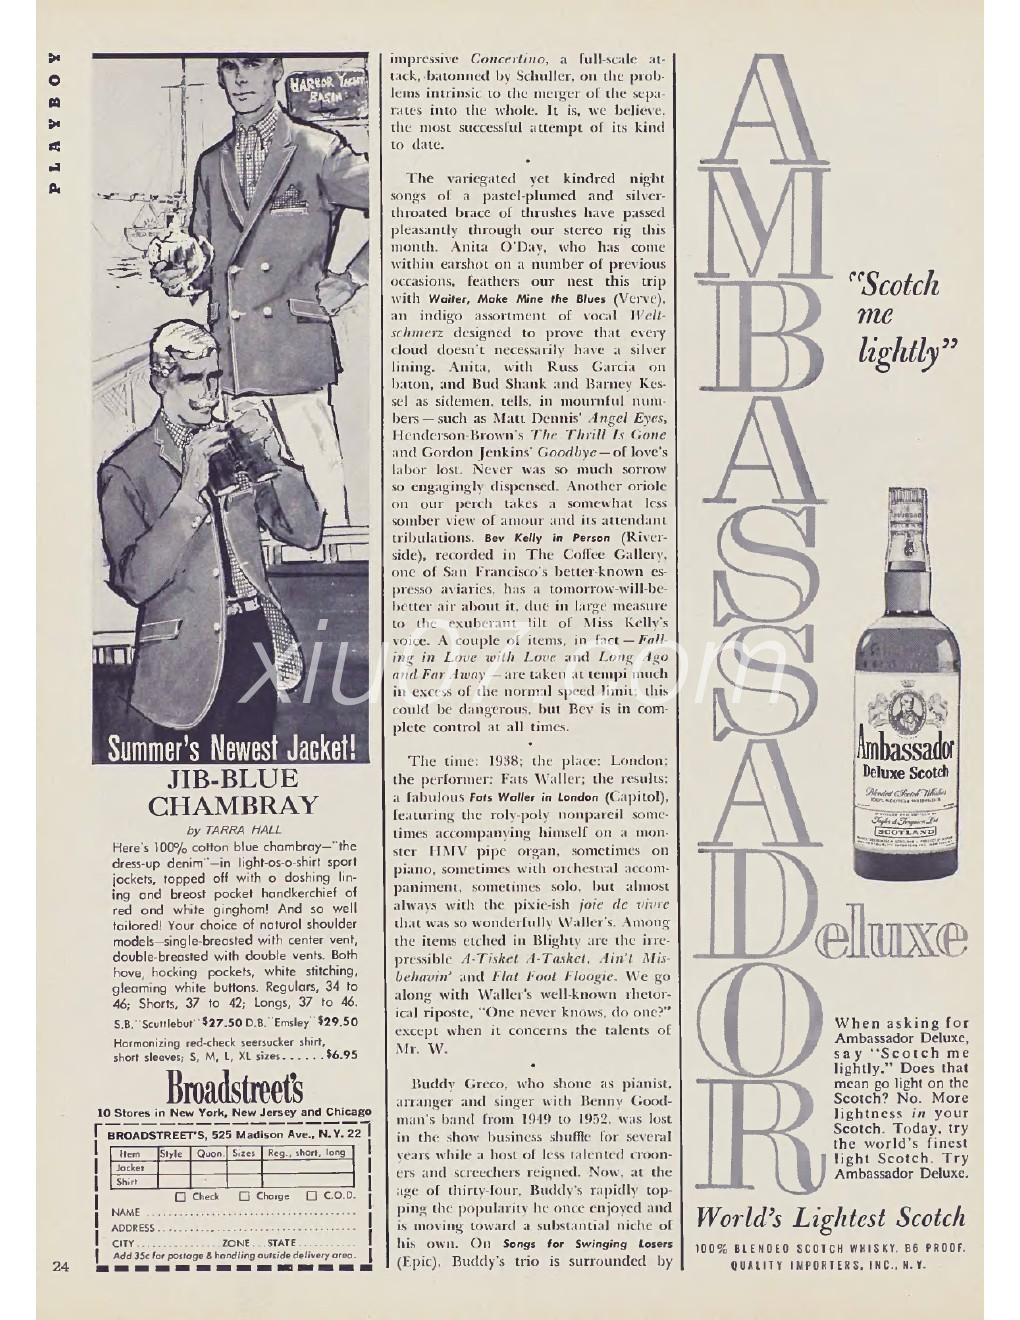 PLAYBOY
HARBOR YACHT
BASIN
Summer's Newest Jacket!
JIB-BLUE
CHAMBRAY
by TARRA HALL
Here's 100% cotton blue chambray—"the
dress-up denim"—in light-as-a-shirt sport
jackets, topped off with a dashing lin-
ing and breast pocket handkerchief of
red and white gingham! And so well
tailored! Your choice of natural shoulder
models—single-breasted with center vent,
double-breasted with double vents. Both
have hacking pockets, white stitching,
gleaming white buttons. Regulars, 34 to
46; Shorts, 37 to 42; Longs, 37 to 46.
S.B. "Scuttlebut" $27.50 D.B. "Emsley" $29.50
Harmonizing red-check seersucker shirt,
short sleeves; S, M, L, XL sizes......$6.95
Broadstreet's
10 Stores in New York, New Jersey and Chicago
BROADSTREET'S, 525 Madison Ave., N.Y. 22
Item Style Quan. Sizes Reg., short, long
Jacket
Shirt
Check Charge C.O.D.
NAME
ADDRESS
CITY ZONE STATE
Add 35c for postage & handling outside delivery area.
24
impressive Concertino, a full-scale at-
tack, batonned by Schuller, on the prob-
lems intrinsic to the merger of the sepa-
rates into the whole. It is, we believe,
the most successful attempt of its kind
to date.
•
The variegated yet kindred night
songs of a pastel-plumed and silver-
throated brace of thrushes have passed
pleasantly through our stereo rig this
month. Anita O'Day, who has come
within earshot on a number of previous
occasions, feathers our nest this trip
with Waiter, Make Mine the Blues (Verve),
an indigo assortment of vocal Welt-
schmerz designed to prove that every
cloud doesn't necessarily have a silver
lining. Anita, with Russ Garcia on
baton, and Bud Shank and Barney Kes-
sel as sidemen, tells, in mournful num-
bers—such as Matt Dennis' Angel Eyes,
Henderson-Brown's The Thrill Is Gone
and Gordon Jenkins' Goodbye—of love's
labor lost. Never was so much sorrow
so engagingly dispensed. Another oriole
on our perch takes a somewhat less
somber view of amour and its attendant
tribulations. Bev Kelly in Person (River-
side), recorded in The Coffee Gallery,
one of San Francisco's better-known es-
presso aviaries, has a tomorrow-will-be-
better air about it, due in large measure
to the exuberant lilt of Miss Kelly's
voice. A couple of items, in fact—Fall-
ing in Love with Love and Long Ago
and Far Away—are taken at tempi much
in excess of the normal speed limit; this
could be dangerous, but Bev is in com-
plete control at all times.
•
The time: 1938; the place: London;
the performer: Fats Waller; the results:
a fabulous Fats Waller in London (Capitol),
featuring the roly-poly nonpareil some-
times accompanying himself on a mon-
ster HMV pipe organ, sometimes on
piano, sometimes with orchestral accom-
paniment, sometimes solo, but almost
always with the pixie-ish joie de vivre
that was so wonderfully Waller's. Among
the items etched in Blighty are the irre-
pressible A-Tisket A-Tasket, Ain't Mis-
behavin' and Flat Foot Floogie. We go
along with Waller's well-known rhetor-
ical riposte, "One never knows, do one?"
except when it concerns the talents of
Mr. W.
•
Buddy Greco, who shone as pianist,
arranger and singer with Benny Good-
man's band from 1949 to 1952, was lost
in the show business shuffle for several
years while a host of less talented croon-
ers and screechers reigned. Now, at the
age of thirty-four, Buddy's rapidly top-
ping the popularity he once enjoyed and
is moving toward a substantial niche of
his own. On Songs for Swinging Losers
(Epic), Buddy's trio is surrounded by
AMBASSADOR
Deluxe
"Scotch
me
lightly"
Ambassador
Deluxe Scotch
Blended Scotch Whisky
Taylor & Ferguson Ltd
SCOTLAND
When asking for
Ambassador Deluxe,
say "Scotch me
lightly." Does that
mean go light on the
Scotch? No. More
lightness in your
Scotch. Today, try
the world's finest
light Scotch. Try
Ambassador Deluxe.
World's Lightest Scotch
100% BLENDED SCOTCH WHISKY. 86 PROOF.
QUALITY IMPORTERS, INC., N.Y.